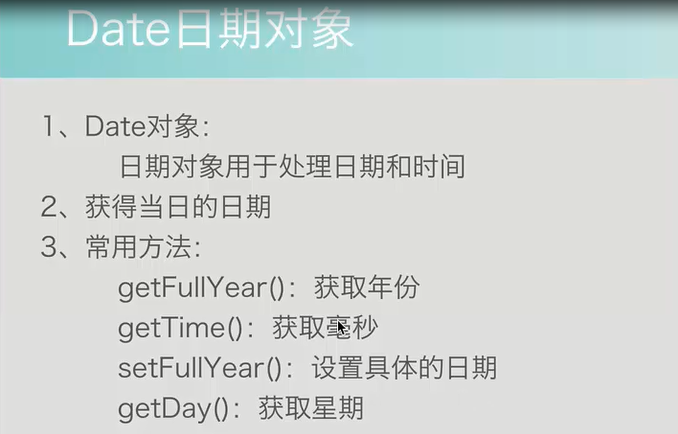 Date日期对象
1、Date对象：
日期对象用于处理日期和时间
2、获得当日的日期
3、常用方法：
getFullYear()：获取年份
getTime()：获取毫秒
setFullYear()：设置具体的日期
getDay()：获取星期